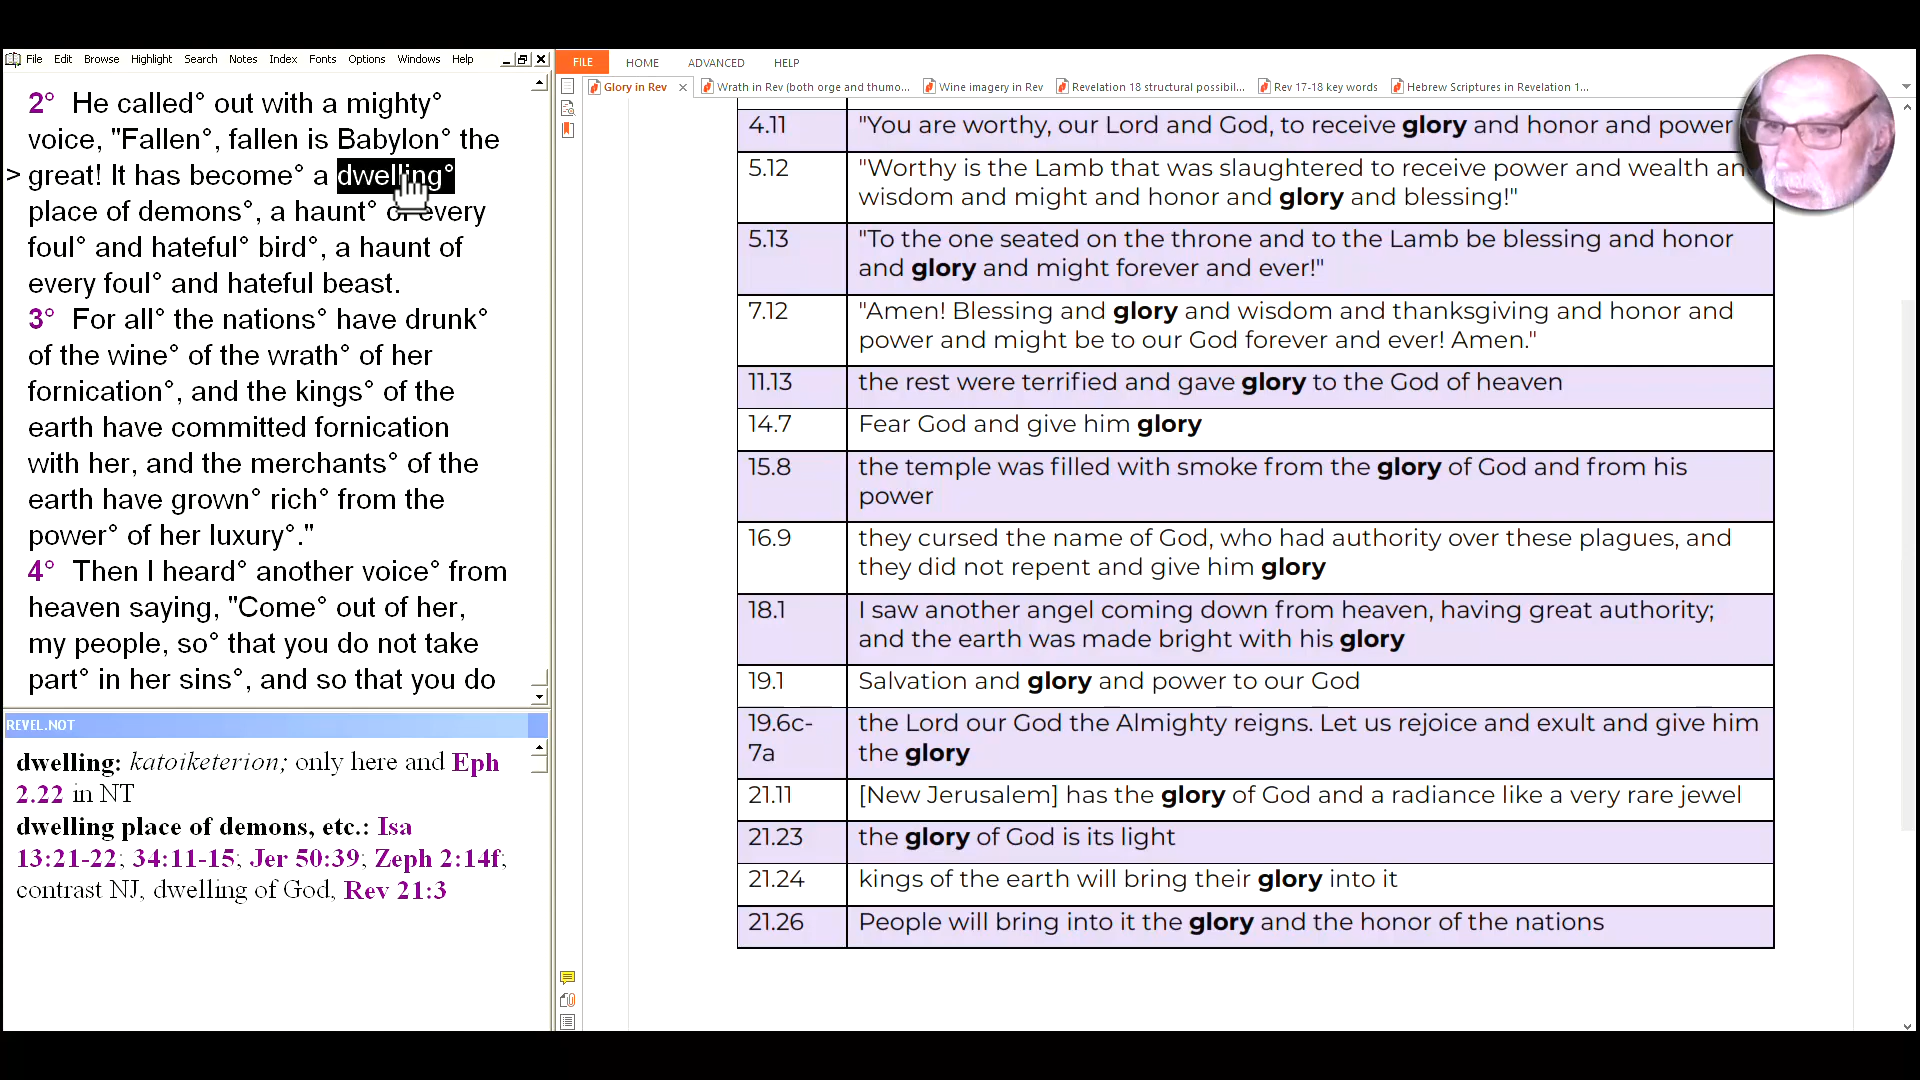 File Edit Browse Highlight Search Notes Index Fonts Options Windows Help
2° He called° out with a mighty°
voice, "Fallen°, fallen is Babylon° the
> great! It has become° a dwelling°
place of demons°, a haunt° of every
foul° and hateful° bird°, a haunt of
every foul° and hateful beast.
3° For all° the nations° have drunk°
of the wine° of the wrath° of her
fornication°, and the kings° of the
earth have committed fornication
with her, and the merchants° of the
earth have grown° rich° from the
power° of her luxury°."
4° Then I heard° another voice° from
heaven saying, "Come° out of her,
my people, so° that you do not take
part° in her sins°, and so that you do
REVEL.NOT
dwelling: katoiketerion; only here and Eph
2.22 in NT
dwelling place of demons, etc.: Isa
13:21-22; 34:11-15; Jer 50:39; Zeph 2:14f;
contrast NJ, dwelling of God, Rev 21:3
FILE HOME ADVANCED HELP
Glory in Rev Wrath in Rev (both orge and thumo... Wine imagery in Rev Revelation 18 structural possibil... Rev 17-18 key words Hebrew Scriptures in Revelation 1...
4.11 "You are worthy, our Lord and God, to receive glory and honor and power
5.12 "Worthy is the Lamb that was slaughtered to receive power and wealth an
wisdom and might and honor and glory and blessing!"
5.13 "To the one seated on the throne and to the Lamb be blessing and honor
and glory and might forever and ever!"
7.12 "Amen! Blessing and glory and wisdom and thanksgiving and honor and
power and might be to our God forever and ever! Amen."
11.13 the rest were terrified and gave glory to the God of heaven
14.7 Fear God and give him glory
15.8 the temple was filled with smoke from the glory of God and from his
power
16.9 they cursed the name of God, who had authority over these plagues, and
they did not repent and give him glory
18.1 I saw another angel coming down from heaven, having great authority;
and the earth was made bright with his glory
19.1 Salvation and glory and power to our God
19.6c- the Lord our God the Almighty reigns. Let us rejoice and exult and give him
7a the glory
21.11 [New Jerusalem] has the glory of God and a radiance like a very rare jewel
21.23 the glory of God is its light
21.24 kings of the earth will bring their glory into it
21.26 People will bring into it the glory and the honor of the nations